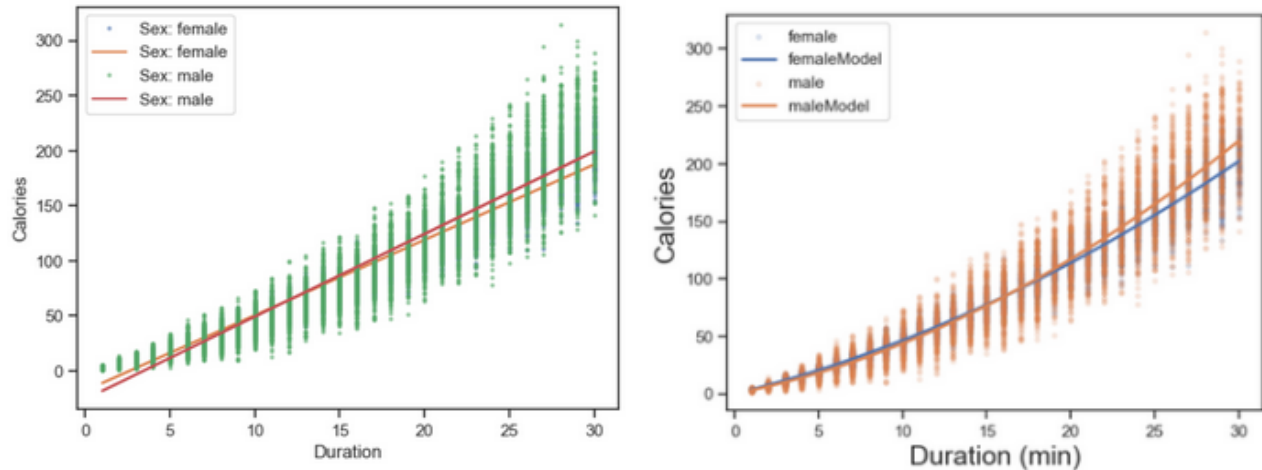 Sex: female
Sex: female
Sex: male
Sex: male
Calories
300
250
200
150
100
50
0
0 5 10 15 20 25 30
Duration
female
femaleModel
male
maleModel
Calories
300
250
200
150
100
50
0
0 5 10 15 20 25 30
Duration (min)